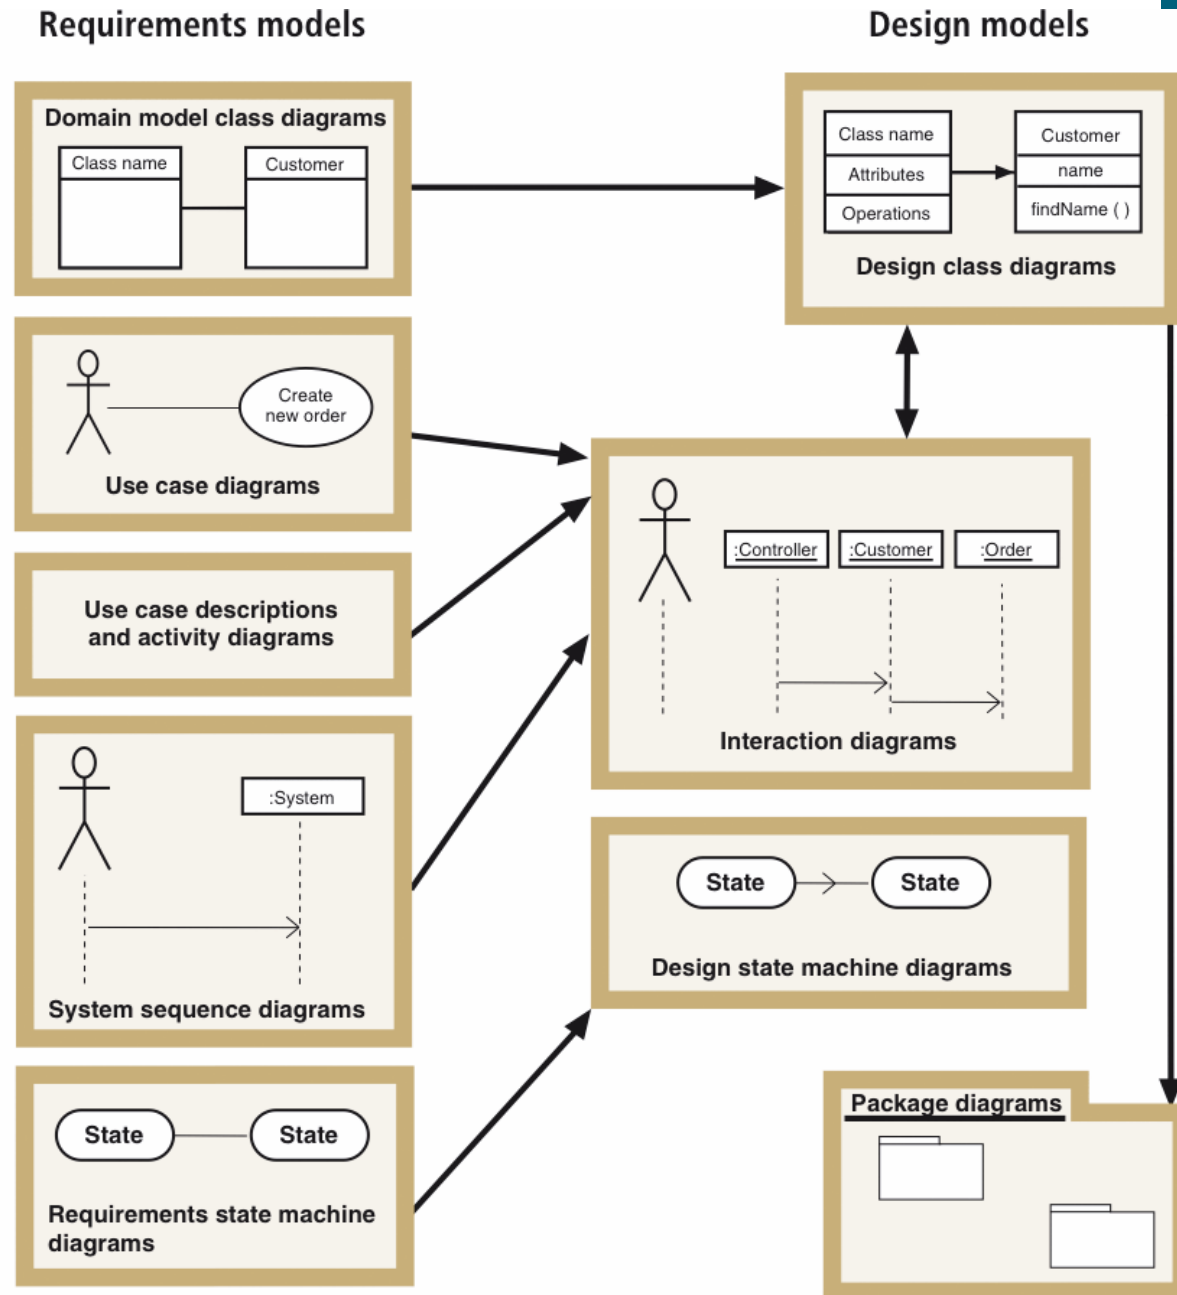 Requirements models
Design models
Domain model class diagrams
Class name
Customer
Class name
Attributes
Operations
Customer
name
findName ( )
Design class diagrams
Create
new order
Use case diagrams
Use case descriptions
and activity diagrams
:Controller
:Customer
:Order
Interaction diagrams
:System
System sequence diagrams
State
State
Design state machine diagrams
State
State
Requirements state machine
diagrams
Package diagrams